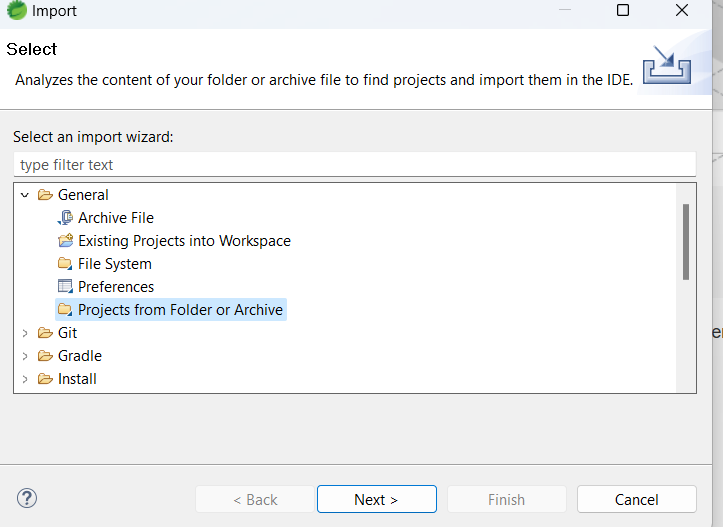 Import
Select
Analyzes the content of your folder or archive file to find projects and import them in the IDE.
Select an import wizard:
type filter text
General
Archive File
Existing Projects into Workspace
File System
Preferences
Projects from Folder or Archive
Git
Gradle
Install
< Back
Next >
Finish
Cancel